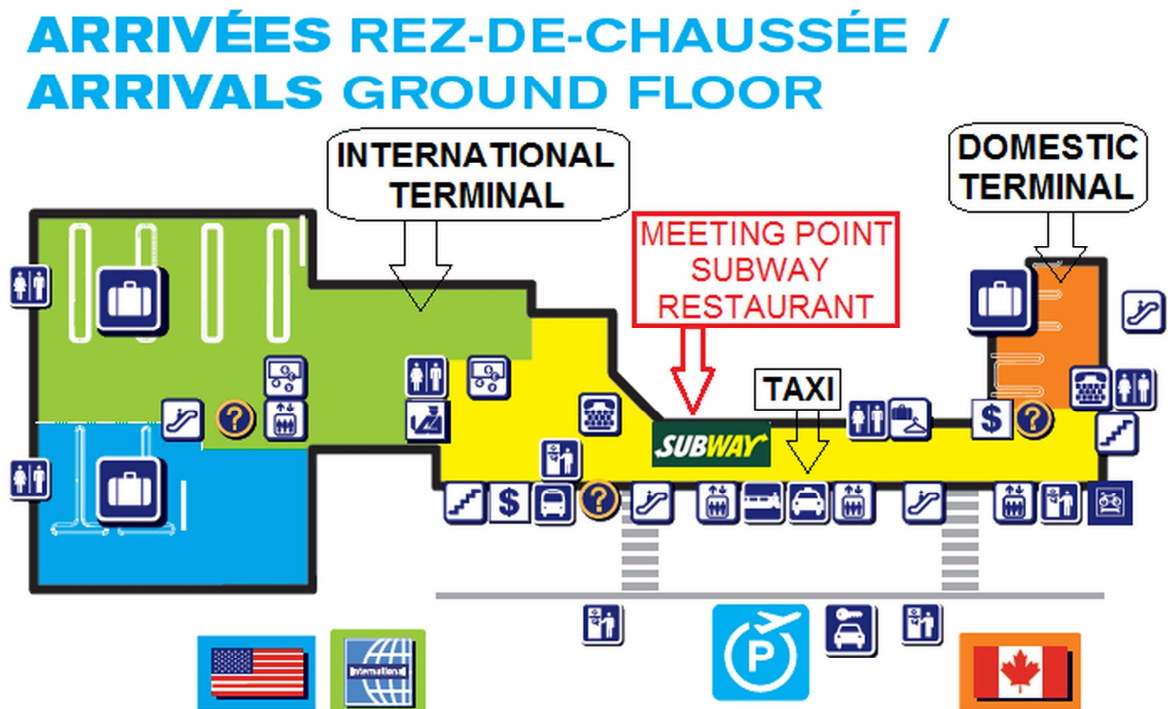 ARRIVÉES REZ-DE-CHAUSSÉE /
ARRIVALS GROUND FLOOR
INTERNATIONAL
TERMINAL
DOMESTIC
TERMINAL
MEETING POINT
SUBWAY
RESTAURANT
TAXI
SUBWAY
?
$
?
$
?
P
International